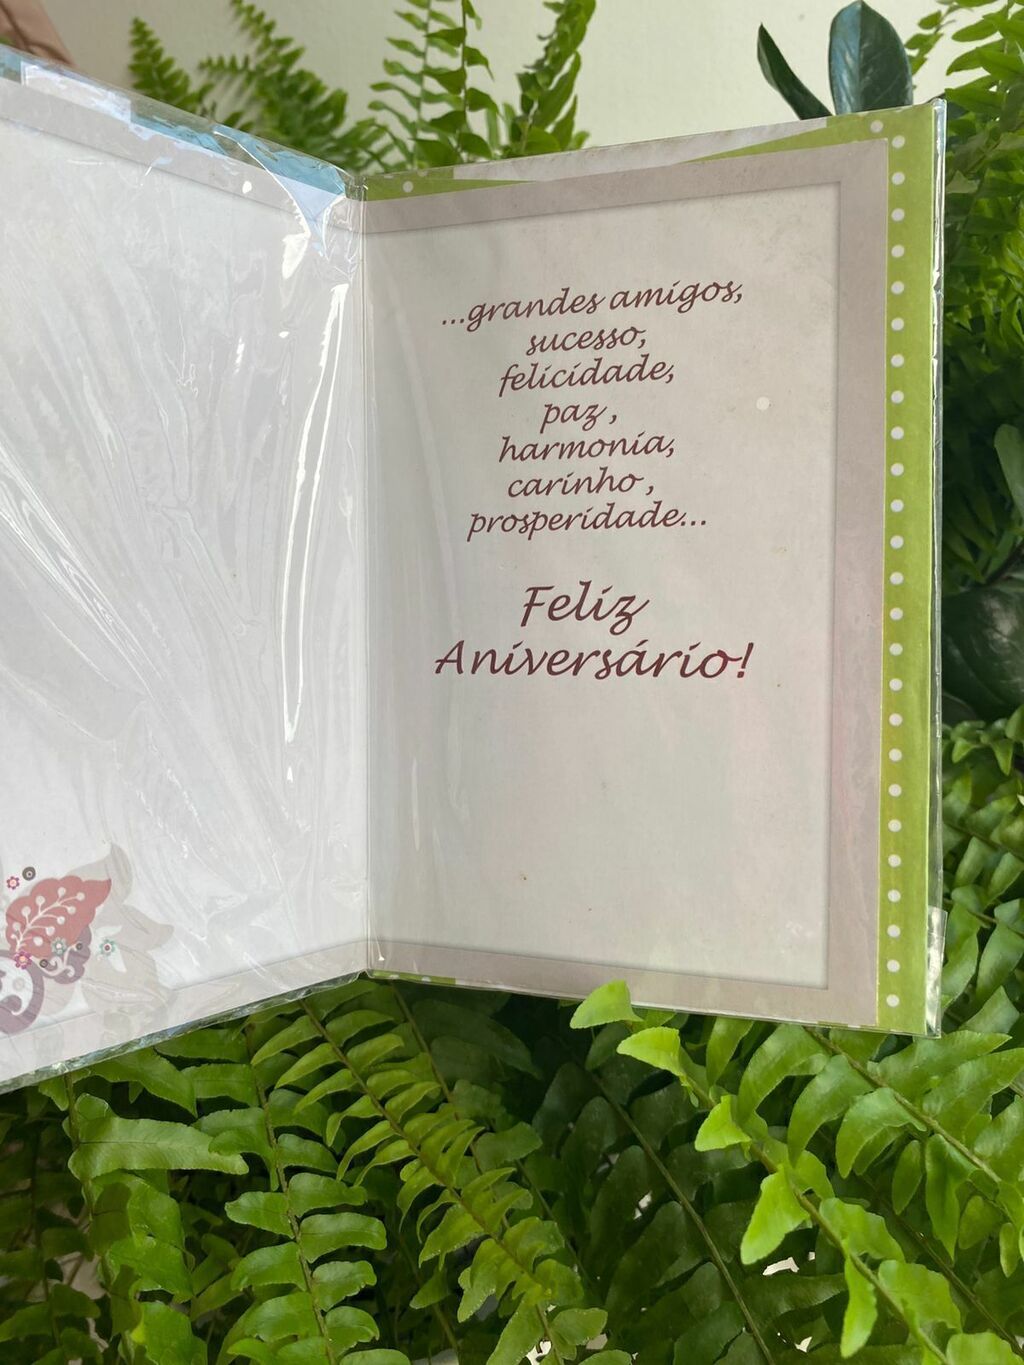 ...grandes amigos,
sucesso,
felicidade,
paz ,
harmonia,
carinho ,
prosperidade...
Feliz
Aniversário!